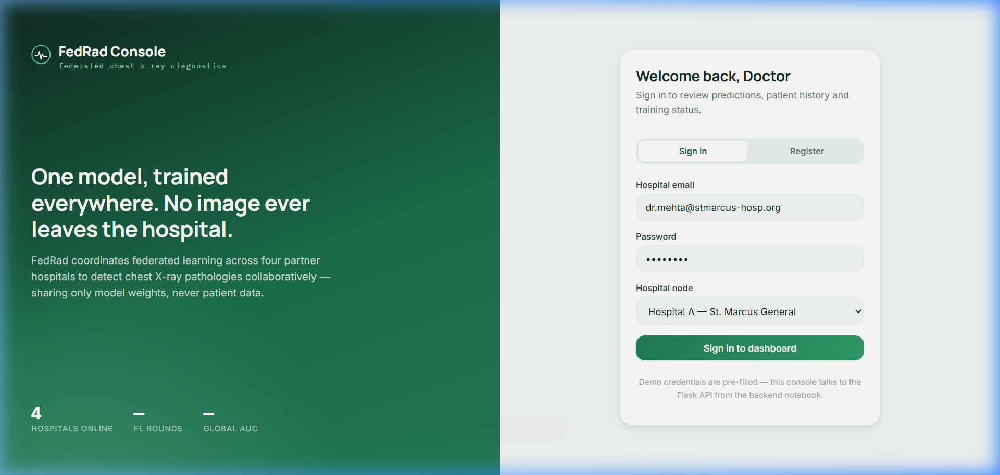 FedRad Console
federated chest x-ray diagnostics
One model, trained
everywhere. No image ever
leaves the hospital.
FedRad coordinates federated learning across four partner
hospitals to detect chest X-ray pathologies collaboratively —
sharing only model weights, never patient data.
4
HOSPITALS ONLINE
—
FL ROUNDS
—
GLOBAL AUC
Welcome back, Doctor
Sign in to review predictions, patient history and
training status.
Sign in
Register
Hospital email
dr.mehta@stmarcus-hosp.org
Password
••••••••
Hospital node
Hospital A — St. Marcus General
Sign in to dashboard
Demo credentials are pre-filled — this console talks to the
Flask API from the backend notebook.